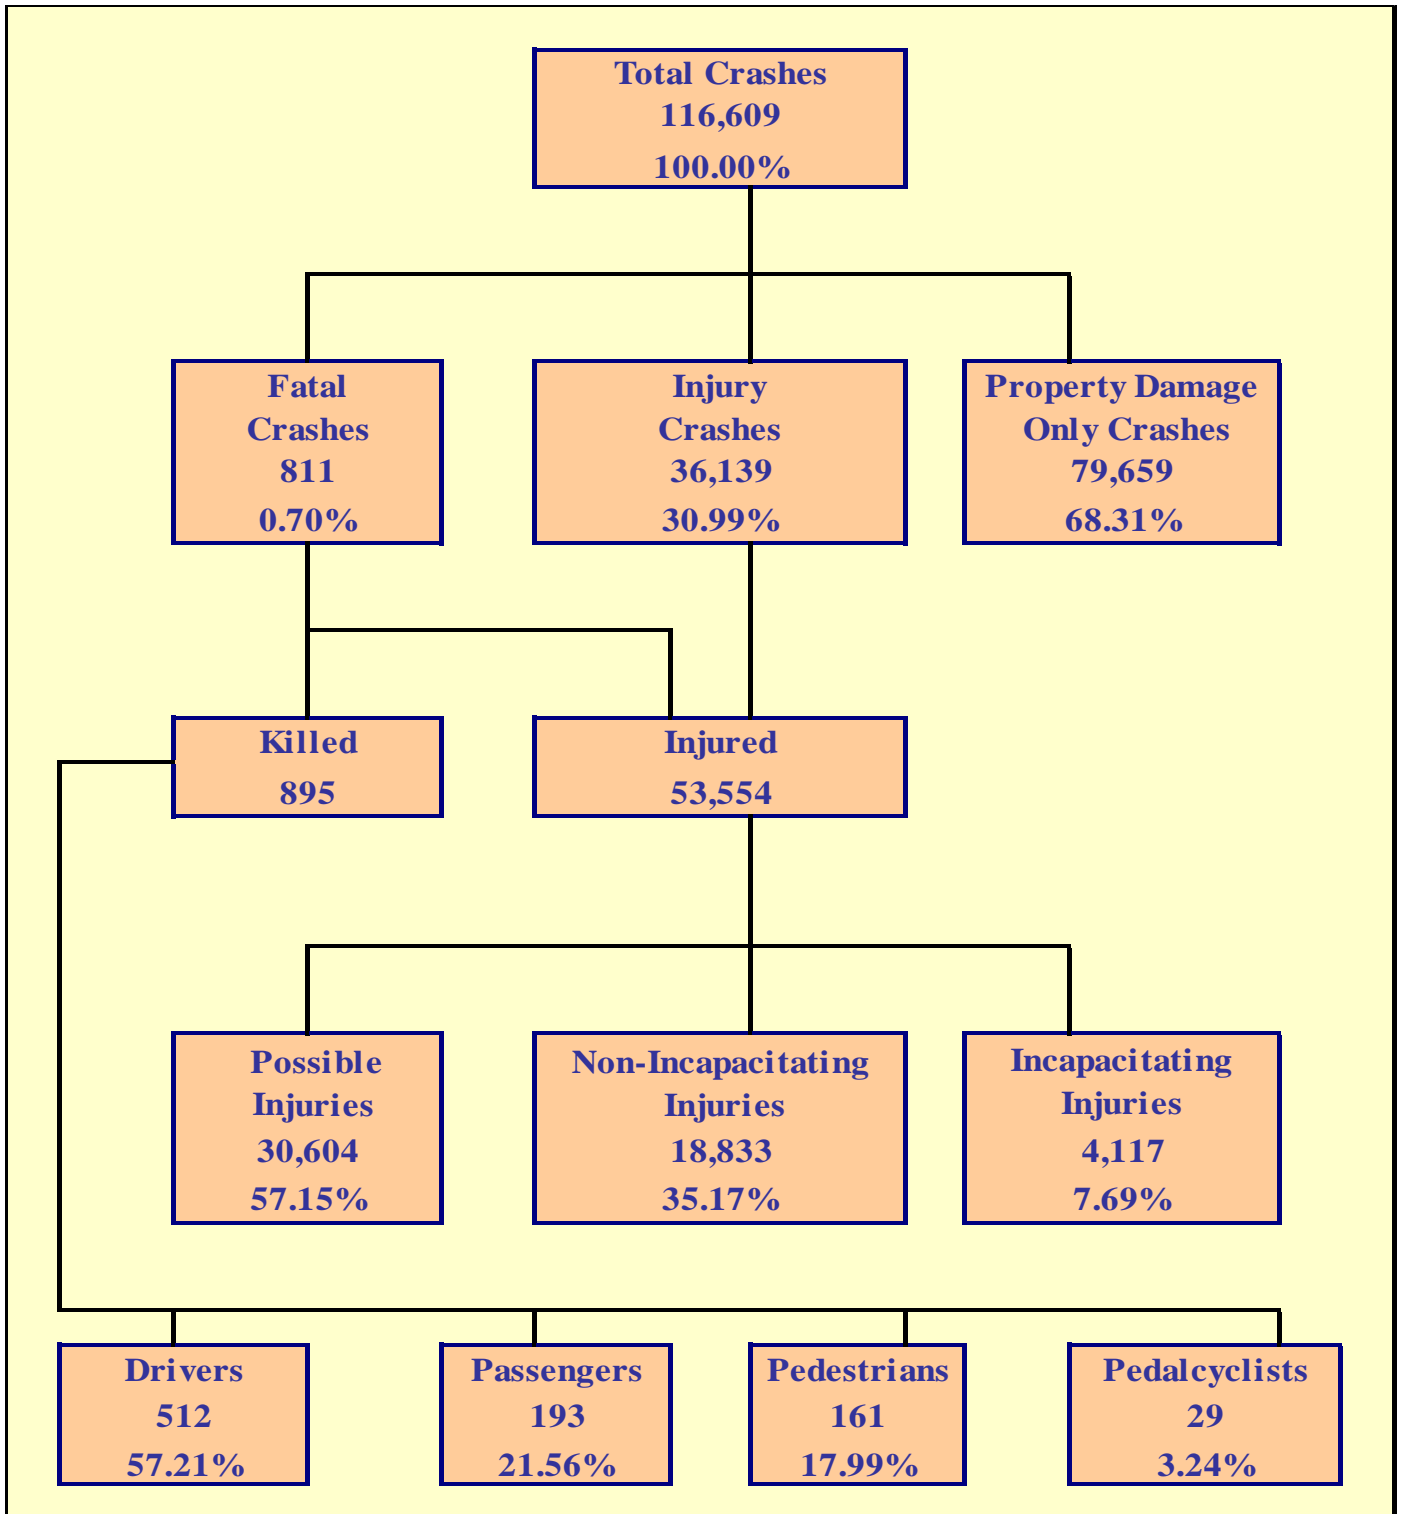 Total Crashes
116,609
100.00%
Fatal
Crashes
811
0.70%
Injury
Crashes
36,139
30.99%
Property Damage
Only Crashes
79,659
68.31%
Killed
895
Injured
53,554
Possible
Injuries
30,604
57.15%
Non-Incapacitating
Injuries
18,833
35.17%
Incapacitating
Injuries
4,117
7.69%
Drivers
512
57.21%
Passengers
193
21.56%
Pedestrians
161
17.99%
Pedalcyclists
29
3.24%